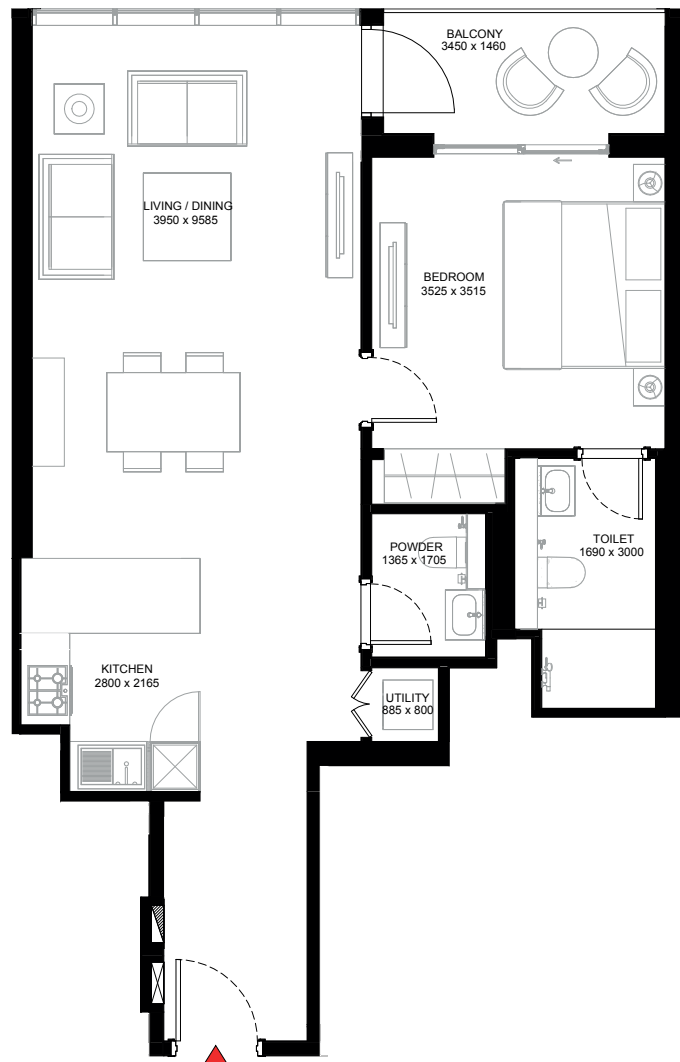 BALCONY
3450 x 1460
LIVING / DINING
3950 x 9585
BEDROOM
3525 x 3515
POWDER
1365 x 1705
TOILET
1690 x 3000
KITCHEN
2800 x 2165
UTILITY
885 x 800